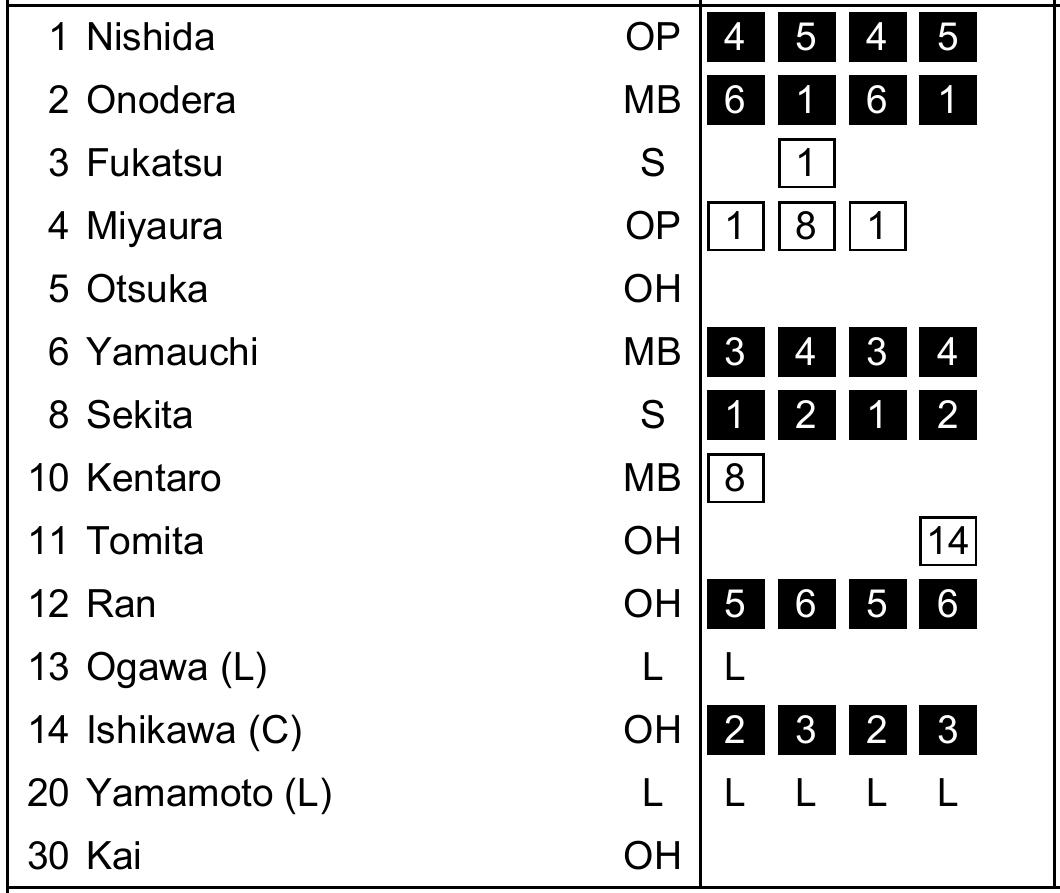 1 Nishida OP 4 5 4 5
2 Onodera MB 6 1 6 1
3 Fukatsu S 1
4 Miyaura OP 1 8 1
5 Otsuka OH
6 Yamauchi MB 3 4 3 4
8 Sekita S 1 2 1 2
10 Kentaro MB 8
11 Tomita OH 14
12 Ran OH 5 6 5 6
13 Ogawa (L) L L
14 Ishikawa (C) OH 2 3 2 3
20 Yamamoto (L) L L L L L
30 Kai OH